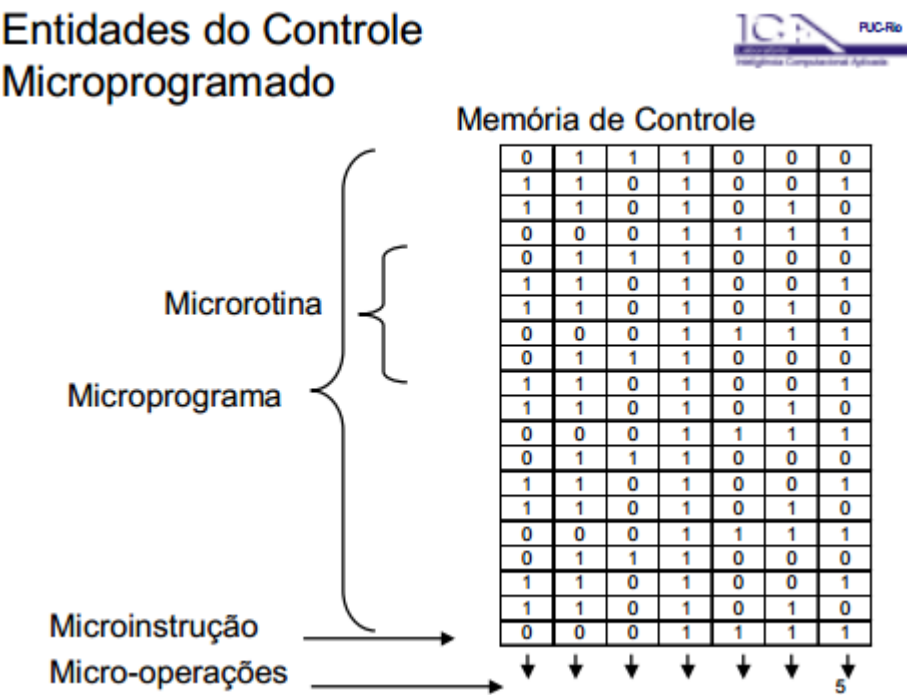 Entidades do Controle
Microprogramado
ICA
PUC-Rio
Laboratório
Inteligência Computacional Aplicada
Memória de Controle
0 1 1 1 0 0 0
1 1 0 1 0 0 1
1 1 0 1 0 1 0
0 0 0 1 1 1 1
0 1 1 1 0 0 0
1 1 0 1 0 0 1
1 1 0 1 0 1 0
0 0 0 1 1 1 1
0 1 1 1 0 0 0
1 1 0 1 0 0 1
1 1 0 1 0 1 0
0 0 0 1 1 1 1
0 1 1 1 0 0 0
1 1 0 1 0 0 1
1 1 0 1 0 1 0
0 0 0 1 1 1 1
0 1 1 1 0 0 0
1 1 0 1 0 0 1
1 1 0 1 0 1 0
0 0 0 1 1 1 1
Microrotina
Microprograma
Microinstrução
Micro-operações
5